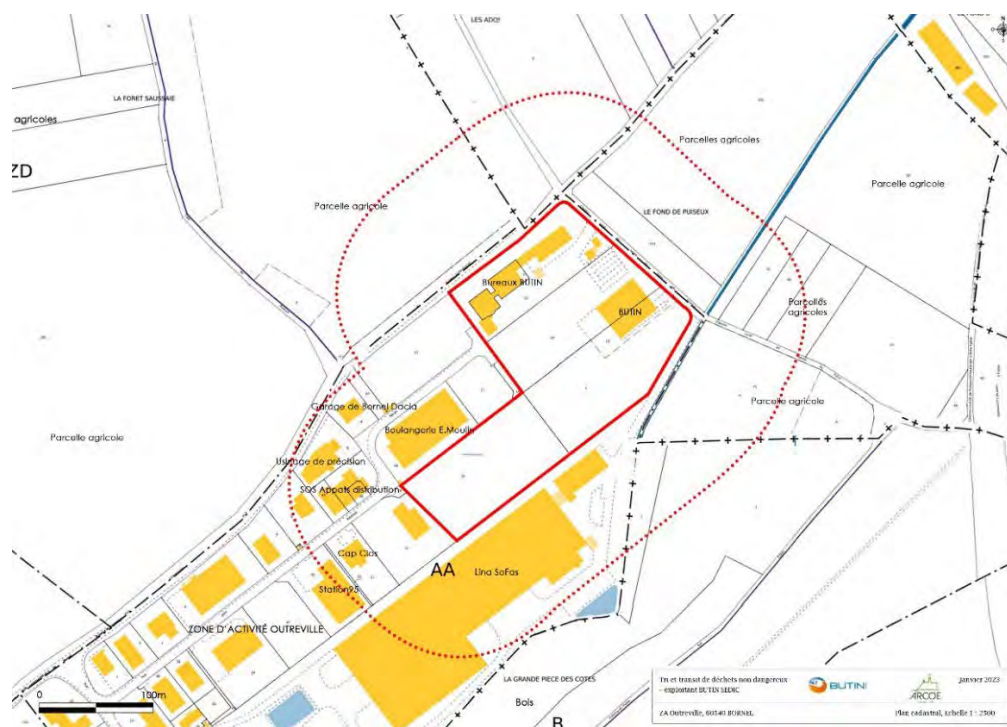 LES ADOY
LA FORET SAUSSAIE
agricoles
Parcelles agricoles
ZD
Parcelle agricole
Parcelle agricole
LE FOND DE PUISEUX
Bureaux BUTIN
BUTIN
Parcelles
agricoles
Garage de Bornel Dacia
Parcelle agricole
Boulangerie E.Moulin
Parcelle agricole
Usinage de précision
SOS Appats distribution
Cap Clos
AA
Lina Sofas
Station95
ZONE D'ACTIVITÉ OUTREVILLE
0 100m
LA GRANDE PIECE DES COTES
Bois
B
Tri et transit de déchets non dangereux
- exploitant BUTIN SEDIC
BUTIN
ARCOE
Janvier 2023
ZA Outreville, 60540 BORNEL
Plan cadastral, Echelle 1 : 2500